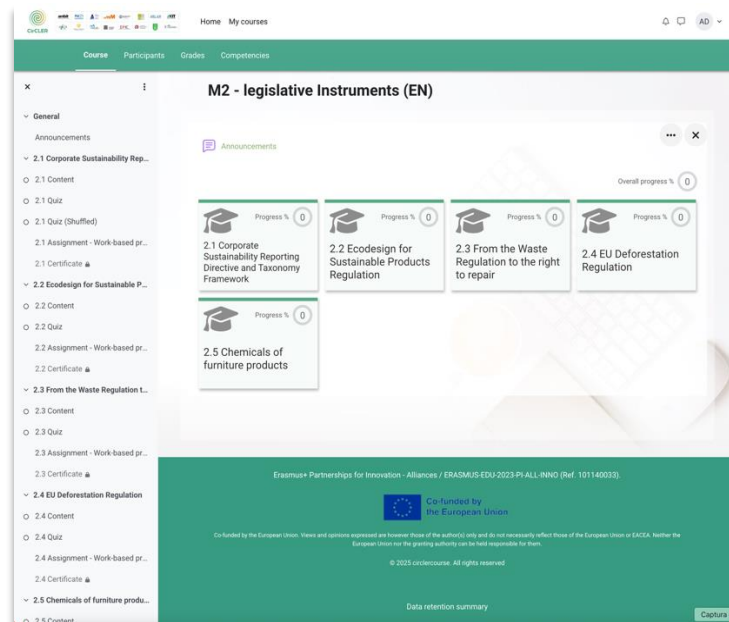 CirCLER
Home My courses
AD
Course Participants Grades Competencies
General
Announcements
2.1 Corporate Sustainability Rep...
2.1 Content
2.1 Quiz
2.1 Quiz (Shuffled)
2.1 Assignment - Work-based pr...
2.1 Certificate
2.2 Ecodesign for Sustainable P...
2.2 Content
2.2 Quiz
2.2 Assignment - Work-based pr...
2.2 Certificate
2.3 From the Waste Regulation t...
2.3 Content
2.3 Quiz
2.3 Assignment - Work-based pr...
2.3 Certificate
2.4 EU Deforestation Regulation
2.4 Content
2.4 Quiz
2.4 Assignment - Work-based pr...
2.4 Certificate
2.5 Chemicals of furniture produ...
2.5 Content
M2 - legislative Instruments (EN)
Announcements
Overall progress % 0
Progress % 0
2.1 Corporate
Sustainability Reporting
Directive and Taxonomy
Framework
Progress % 0
2.2 Ecodesign for
Sustainable Products
Regulation
Progress % 0
2.3 From the Waste
Regulation to the right
to repair
Progress % 0
2.4 EU Deforestation
Regulation
Progress % 0
2.5 Chemicals of
furniture products
Erasmus+ Partnerships for Innovation - Alliances / ERASMUS-EDU-2023-PI-ALL-INNO (Ref. 101140033).
Co-funded by
the European Union
Co-funded by the European Union. Views and opinions expressed are however those of the author(s) only and do not necessarily reflect those of the European Union or EACEA. Neither the
European Union nor the granting authority can be held responsible for them.
© 2025 circlercourse. All rights reserved
Data retention summary
Captura